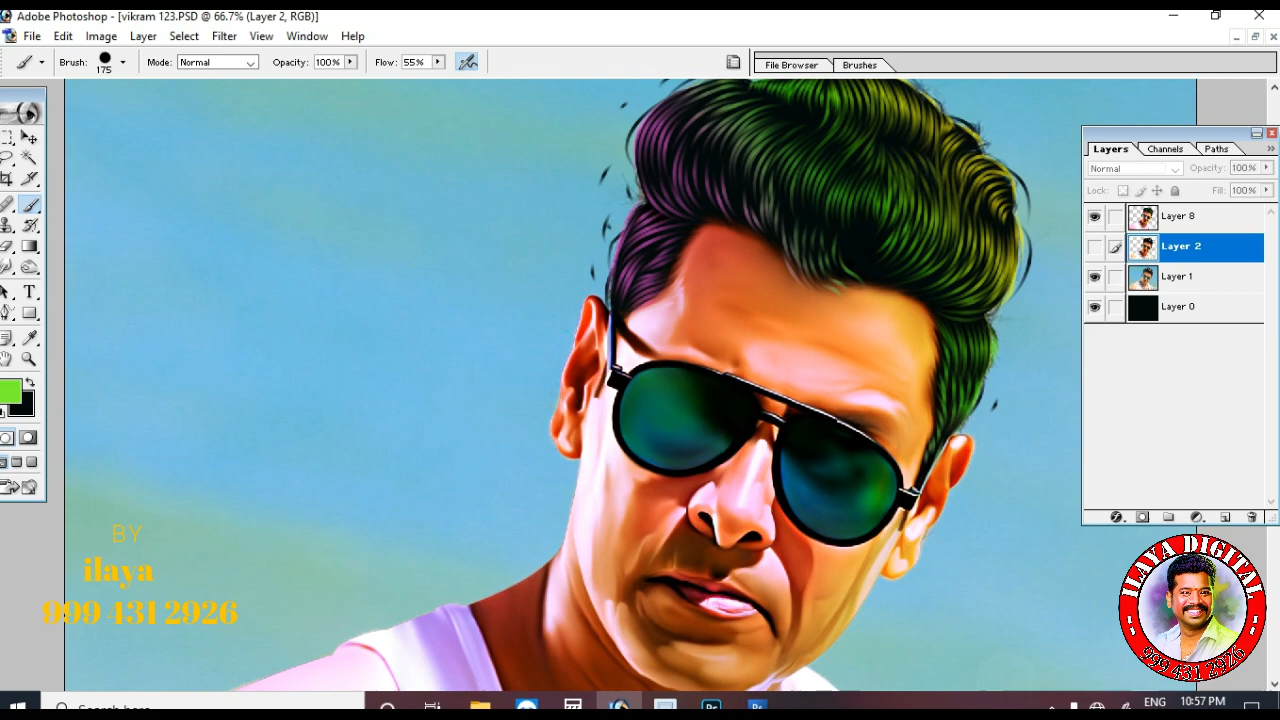 Adobe Photoshop - [vikram 123.PSD @ 66.7% (Layer 2, RGB)]
File Edit Image Layer Select Filter View Window Help
Brush: 175 Mode: Normal Opacity: 100% Flow: 55% File Browser Brushes
Layers Channels Paths
Normal Opacity: 100%
Lock: Fill: 100%
Layer 8
Layer 2
Layer 1
Layer 0
BY
ilaya
999 431 2926
ILAYA DIGITAL
999 431 2926
ENG 10:57 PM